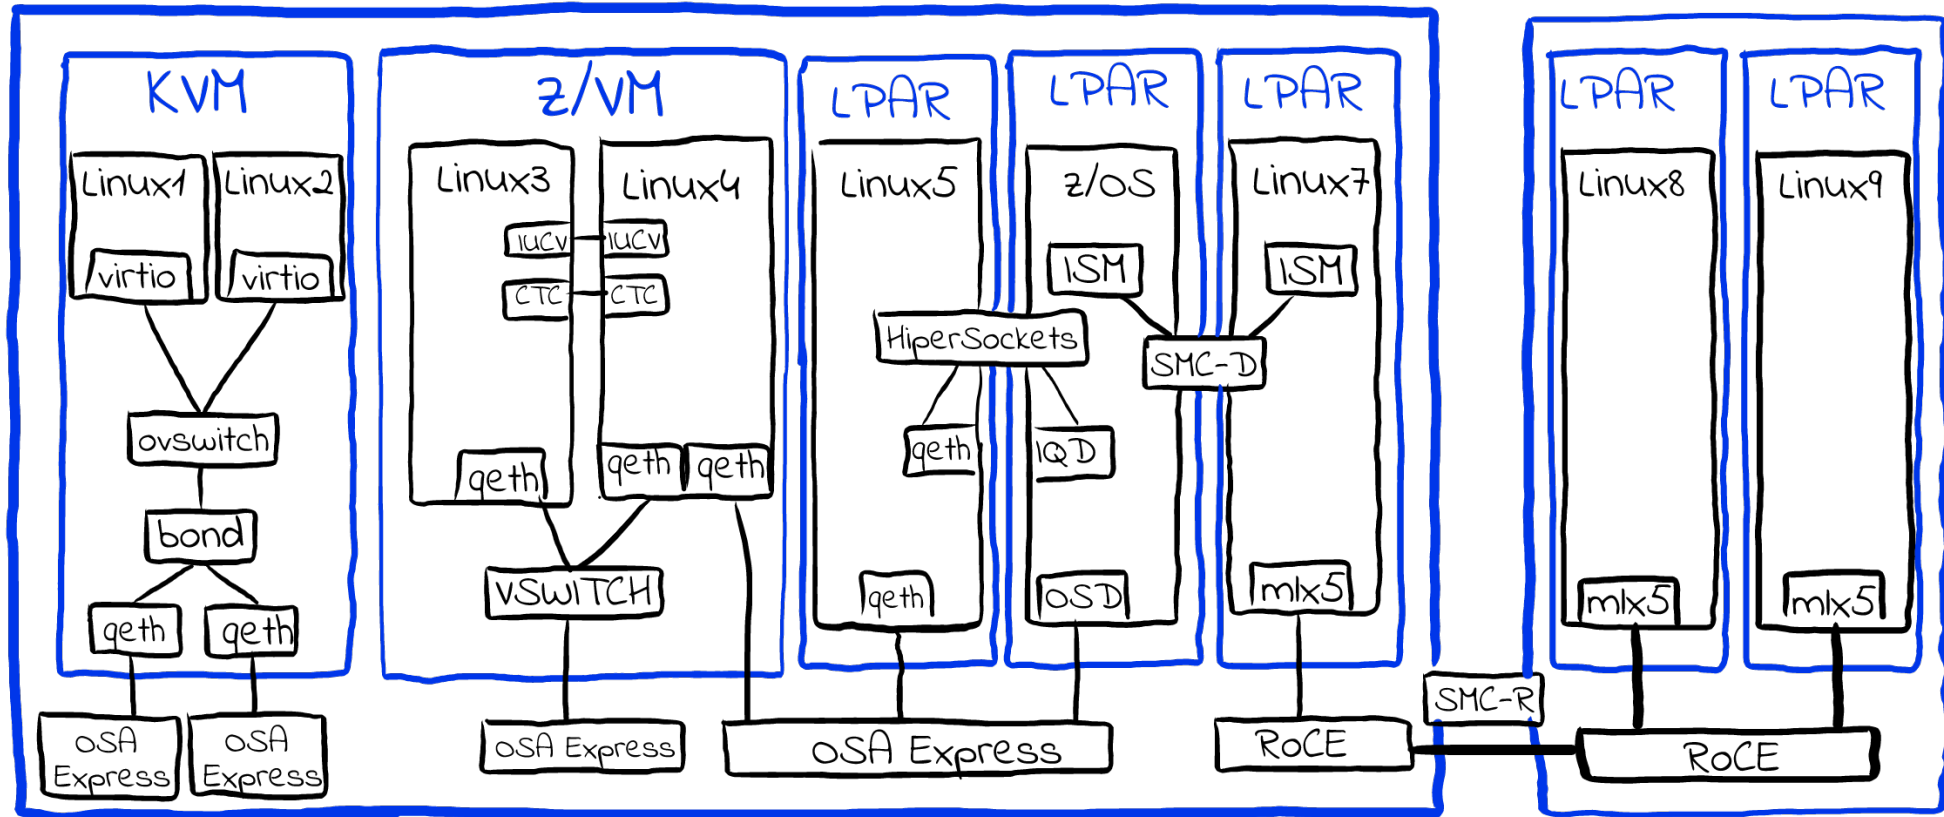 KVM
Z/VM
LPAR
LPAR
LPAR
LPAR
LPAR
Linux1
Linux2
Linux3
Linux4
Linux5
z/OS
Linux7
Linux8
Linux9
virtio
virtio
IUCV
IUCV
CTC
CTC
ISM
ISM
HiperSockets
SMC-D
ovswitch
qeth
qeth
qeth
qeth
IQD
bond
VSWITCH
qeth
OSD
mlx5
mlx5
mlx5
qeth
qeth
SMC-R
OSA
Express
OSA
Express
OSA Express
OSA Express
RoCE
RoCE